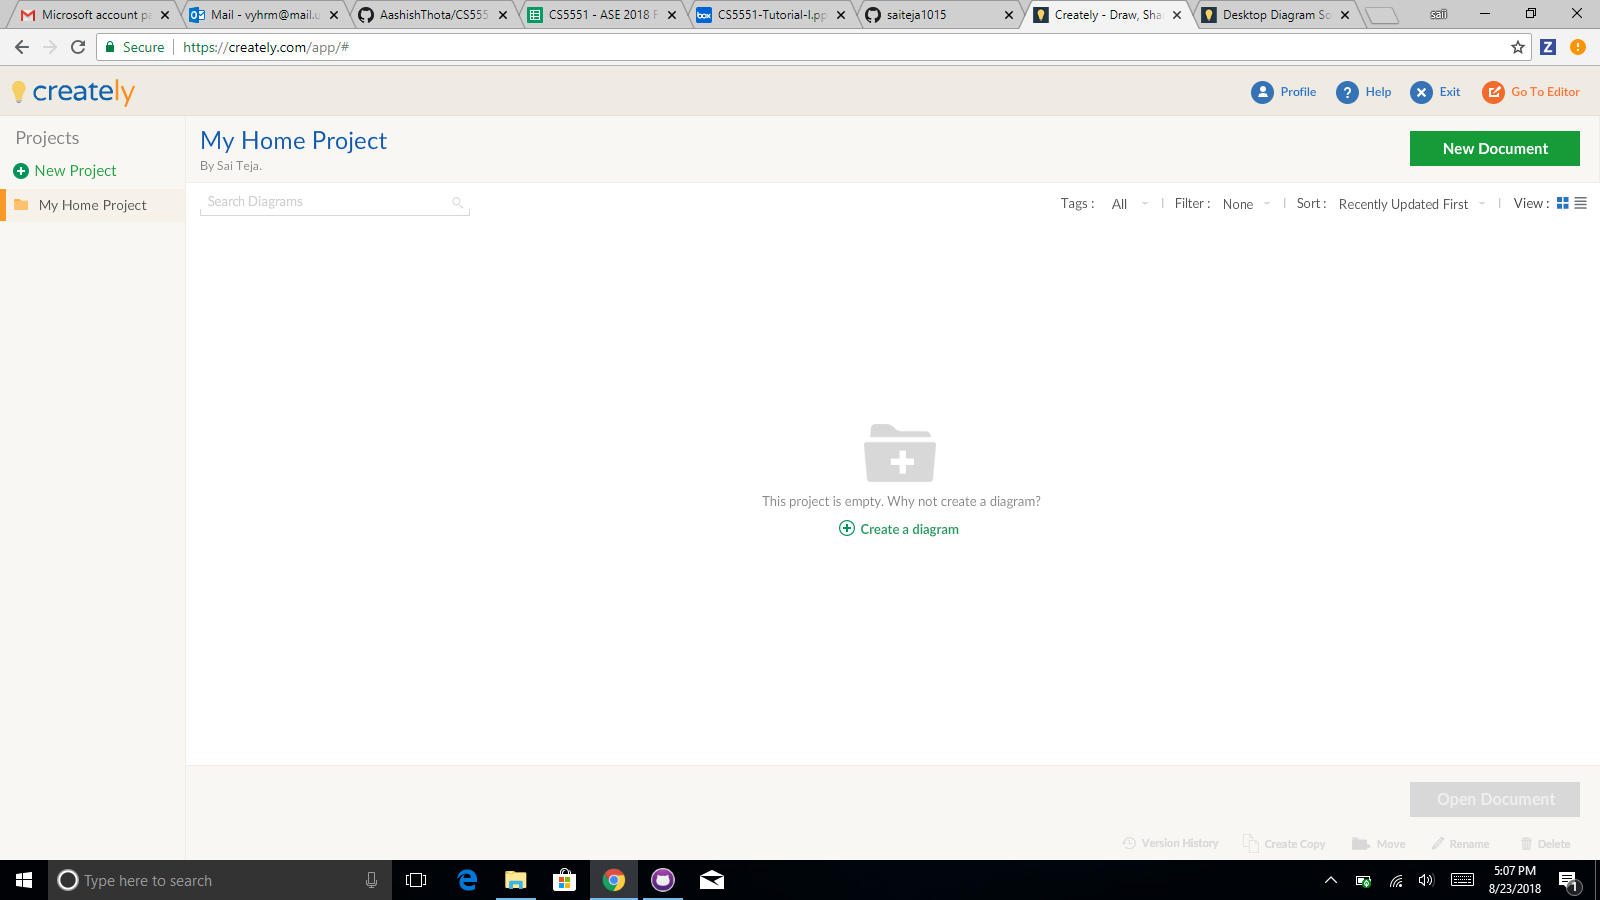 Microsoft account pa
Mail - vyhrm@mail.u
AashishThota/CS555
CS5551 - ASE 2018 F
box
CS5551-Tutorial-I.pp
saiteja1015
Creately - Draw, Shar
Desktop Diagram So
saii
Secure
https://creately.com/app/#
Z
creately
Profile
? Help
Exit
Go To Editor
Projects
New Project
My Home Project
My Home Project
By Sai Teja.
New Document
Search Diagrams
Tags : All
Filter : None
Sort : Recently Updated First
View :
This project is empty. Why not create a diagram?
Create a diagram
Open Document
Version History
Create Copy
Move
Rename
Delete
Type here to search
5:07 PM
8/23/2018
1